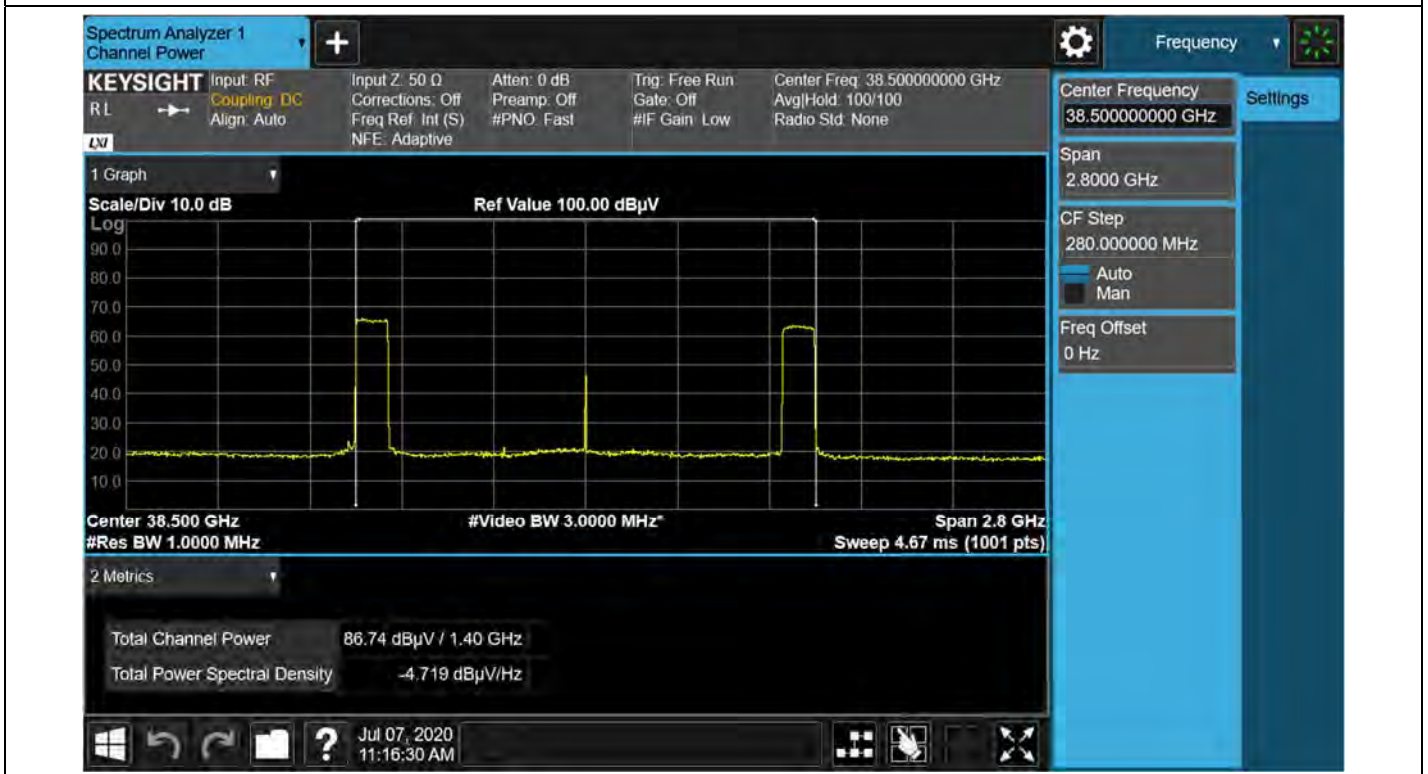 Spectrum Analyzer 1
Channel Power
+
Frequency
KEYSIGHT
R L
LXI
Input: RF
Coupling: DC
Align: Auto
Input Z: 50 Ω
Corrections: Off
Freq Ref: Int (S)
NFE: Adaptive
Atten: 0 dB
Preamp: Off
#PNO: Fast
Trig: Free Run
Gate: Off
#IF Gain: Low
Center Freq: 38.500000000 GHz
Avg|Hold: 100/100
Radio Std: None
1 Graph
Scale/Div 10.0 dB
Ref Value 100.00 dBµV
Log
90.0
80.0
70.0
60.0
50.0
40.0
30.0
20.0
10.0
Center 38.500 GHz
#Video BW 3.0000 MHz*
Span 2.8 GHz
#Res BW 1.0000 MHz
Sweep 4.67 ms (1001 pts)
2 Metrics
Total Channel Power 86.74 dBµV / 1.40 GHz
Total Power Spectral Density -4.719 dBµV/Hz
?
Jul 07, 2020
11:16:30 AM
Center Frequency
38.500000000 GHz
Settings
Span
2.8000 GHz
CF Step
280.000000 MHz
Auto
Man
Freq Offset
0 Hz